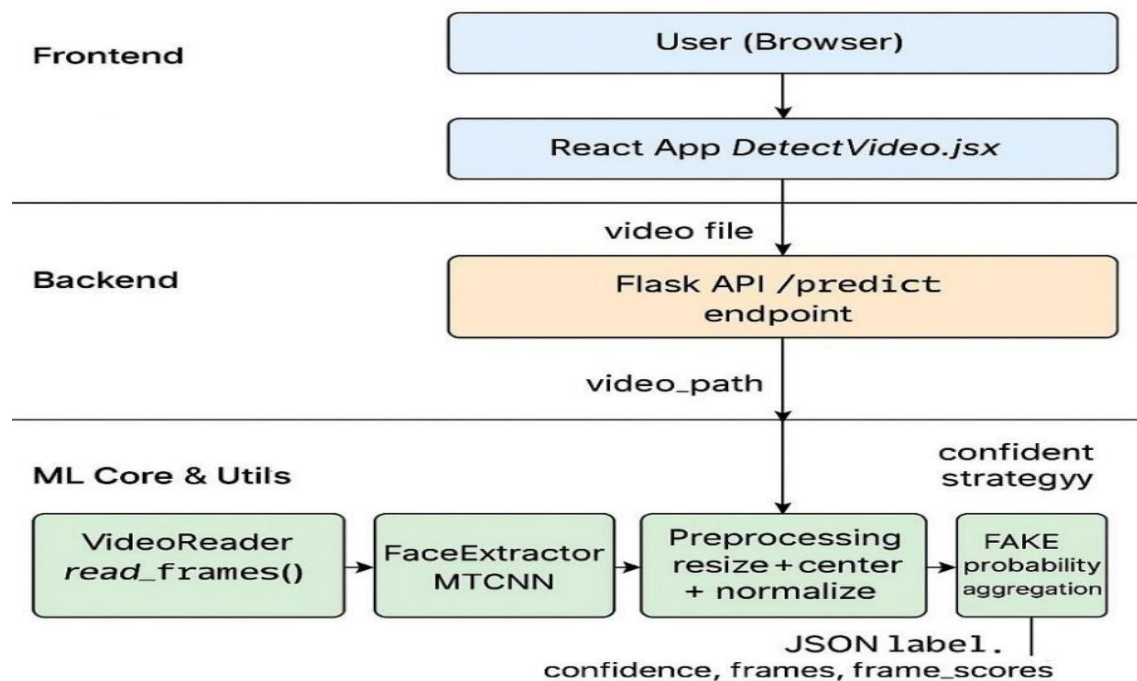 Frontend
User (Browser)
React App DetectVideo.jsx
video file
Backend
Flask API /predict
endpoint
video_path
confident
strategyy
ML Core & Utils
VideoReader
read_frames()
FaceExtractor
MTCNN
Preprocessing
resize + center
+ normalize
FAKE
probability
aggregation
JSON label.
confidence, frames, frame_scores